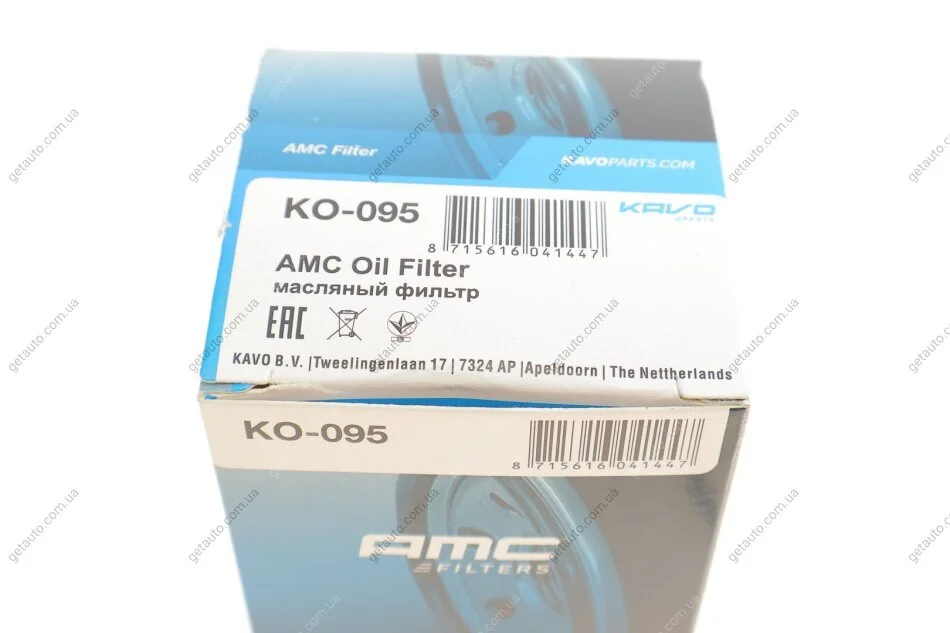 AMC Filter
KAVOPARTS.COM
KO-095
KAVO
PARTS
8 715616 041447
AMC Oil Filter
масляный фильтр
EAC
KAVO B.V. |Tweelingenlaan 17 | 7324 AP |Apeldoorn | The Nettherlands
KO-095
8 715616 041447
AMC
FILTERS
getauto.com.ua